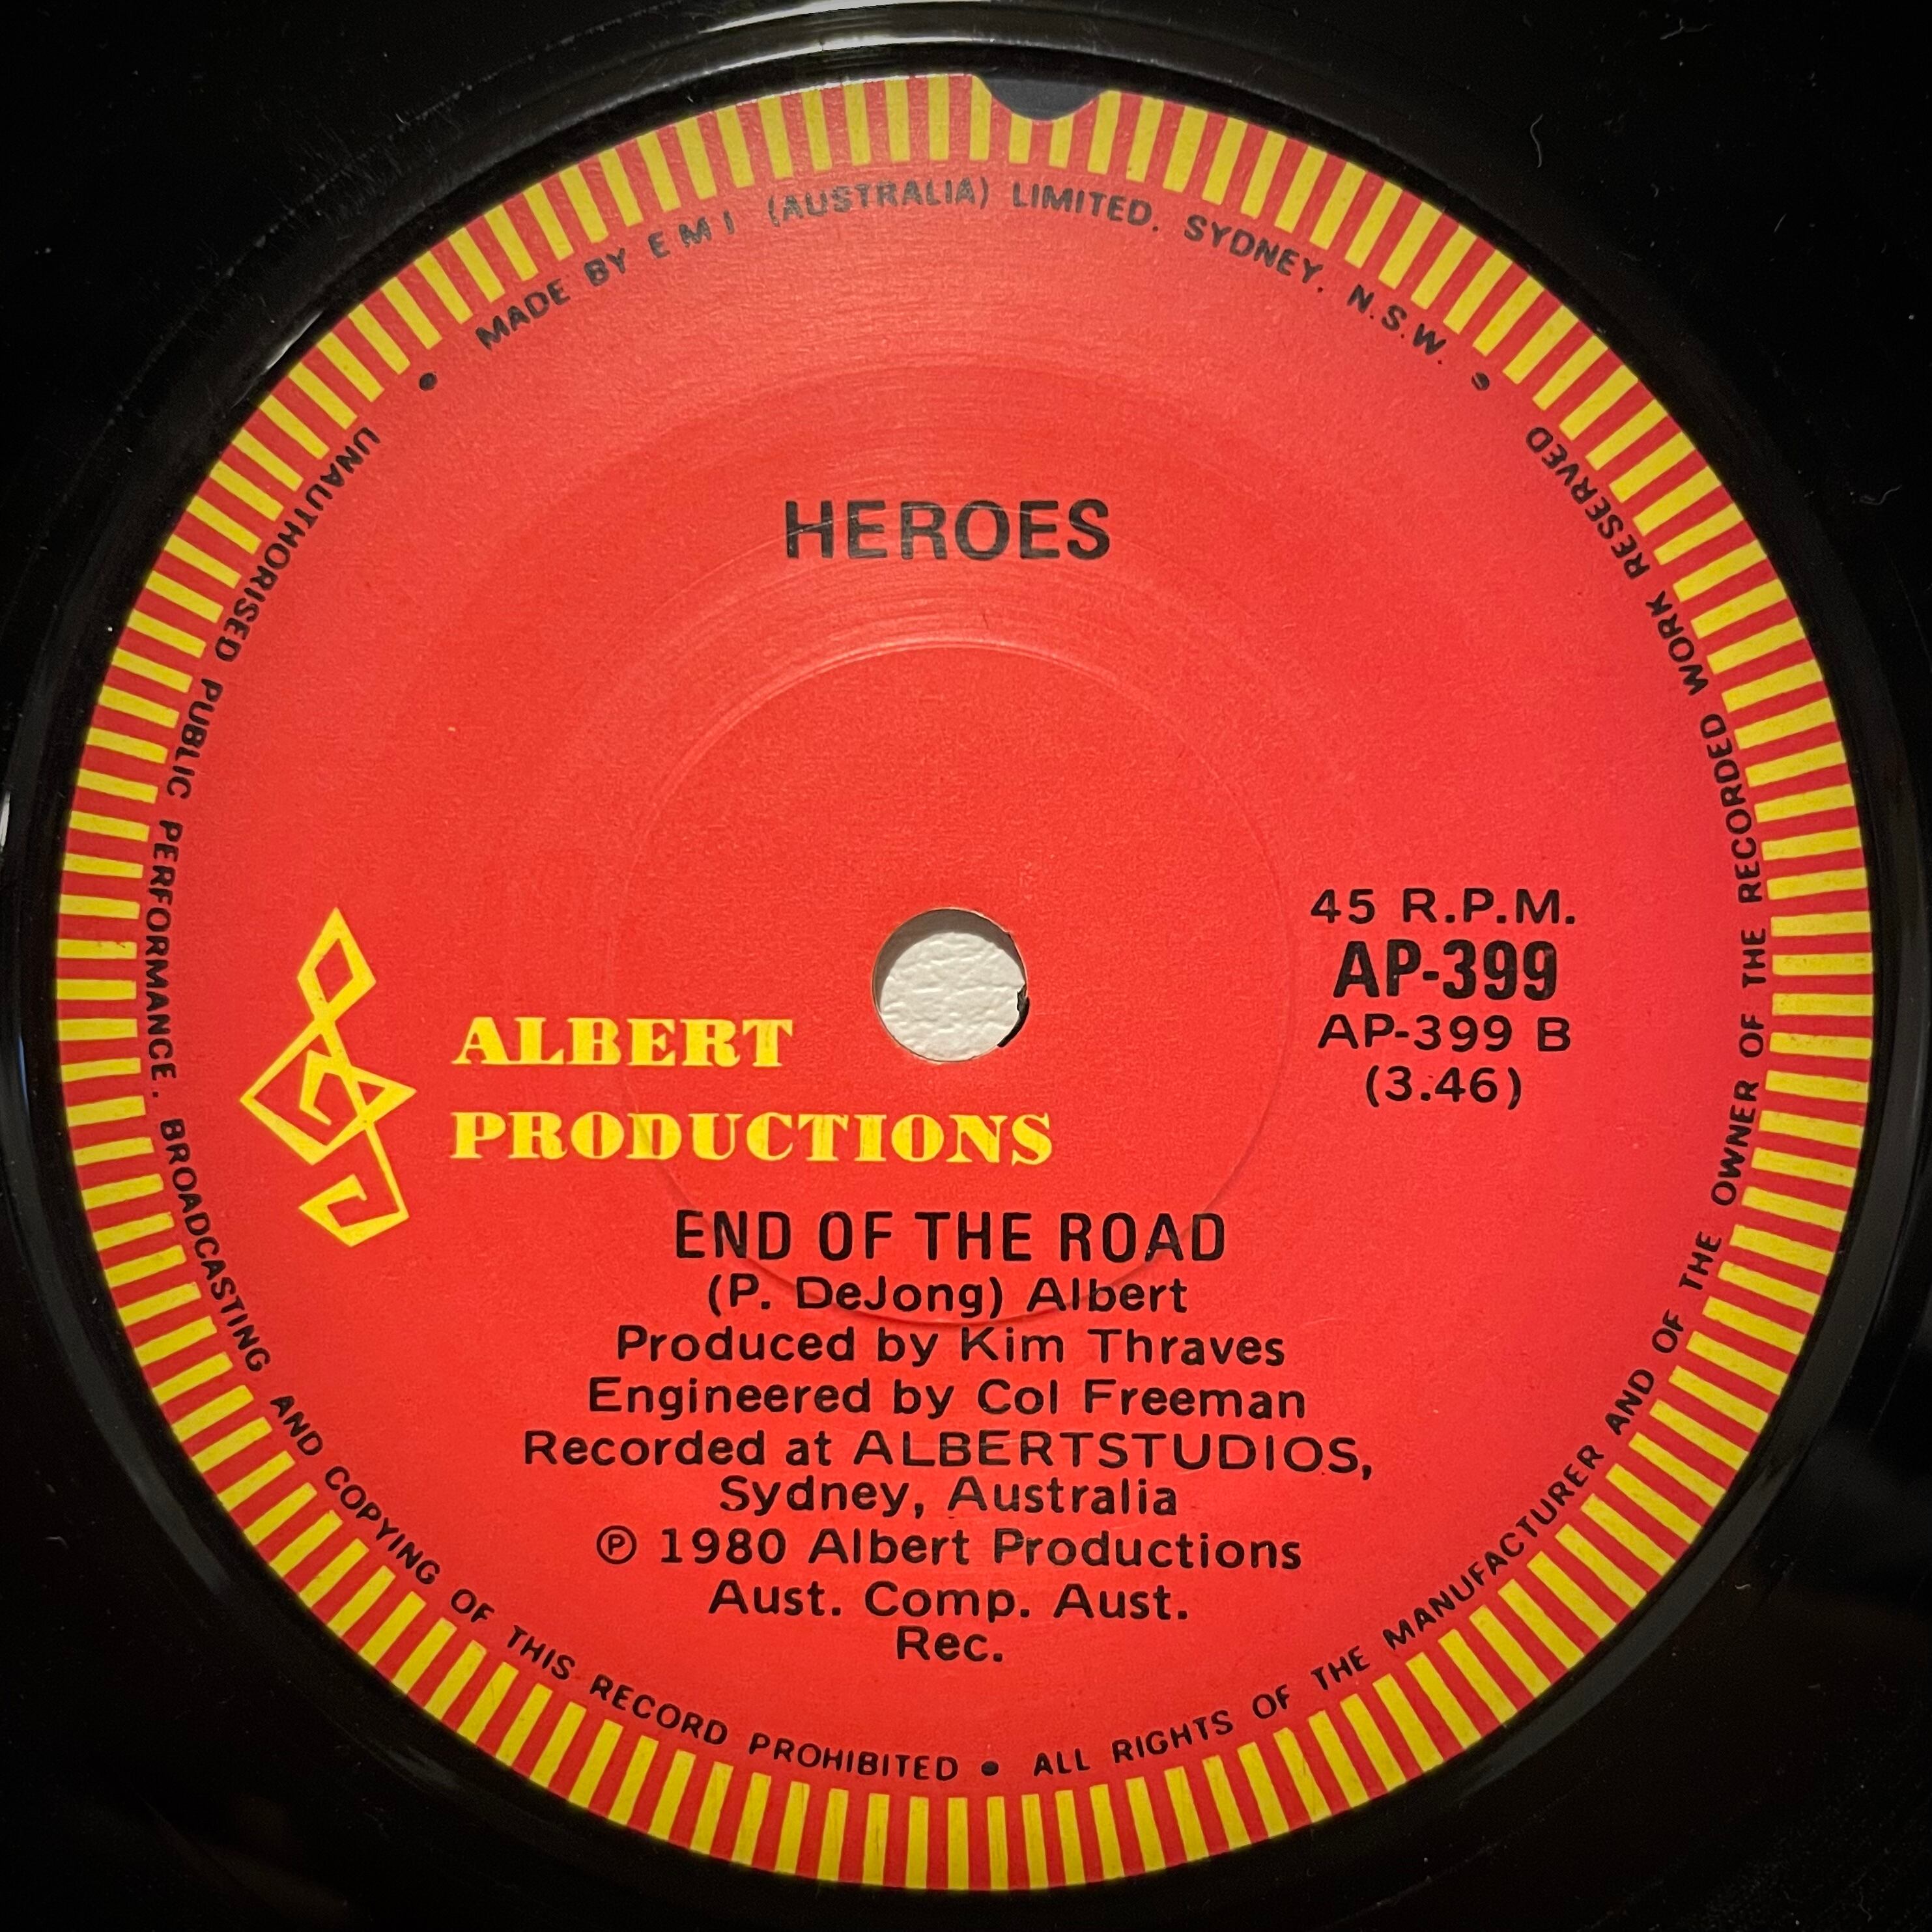 MADE BY EMI (AUSTRALIA) LIMITED. SYDNEY. N.S.W.
HEROES
45 R.P.M.
AP-399
AP-399 B
(3.46)
ALBERT
PRODUCTIONS
END OF THE ROAD
(P. DeJong) Albert
Produced by Kim Thraves
Engineered by Col Freeman
Recorded at ALBERTSTUDIOS,
Sydney, Australia
Ⓟ 1980 Albert Productions
Aust. Comp. Aust.
Rec.
UNAUTHORISED PUBLIC PERFORMANCE. BROADCASTING AND COPYING OF THIS RECORD PROHIBITED • ALL RIGHTS OF THE MANUFACTURER AND OF THE OWNER OF THE RECORDED WORK RESERVED